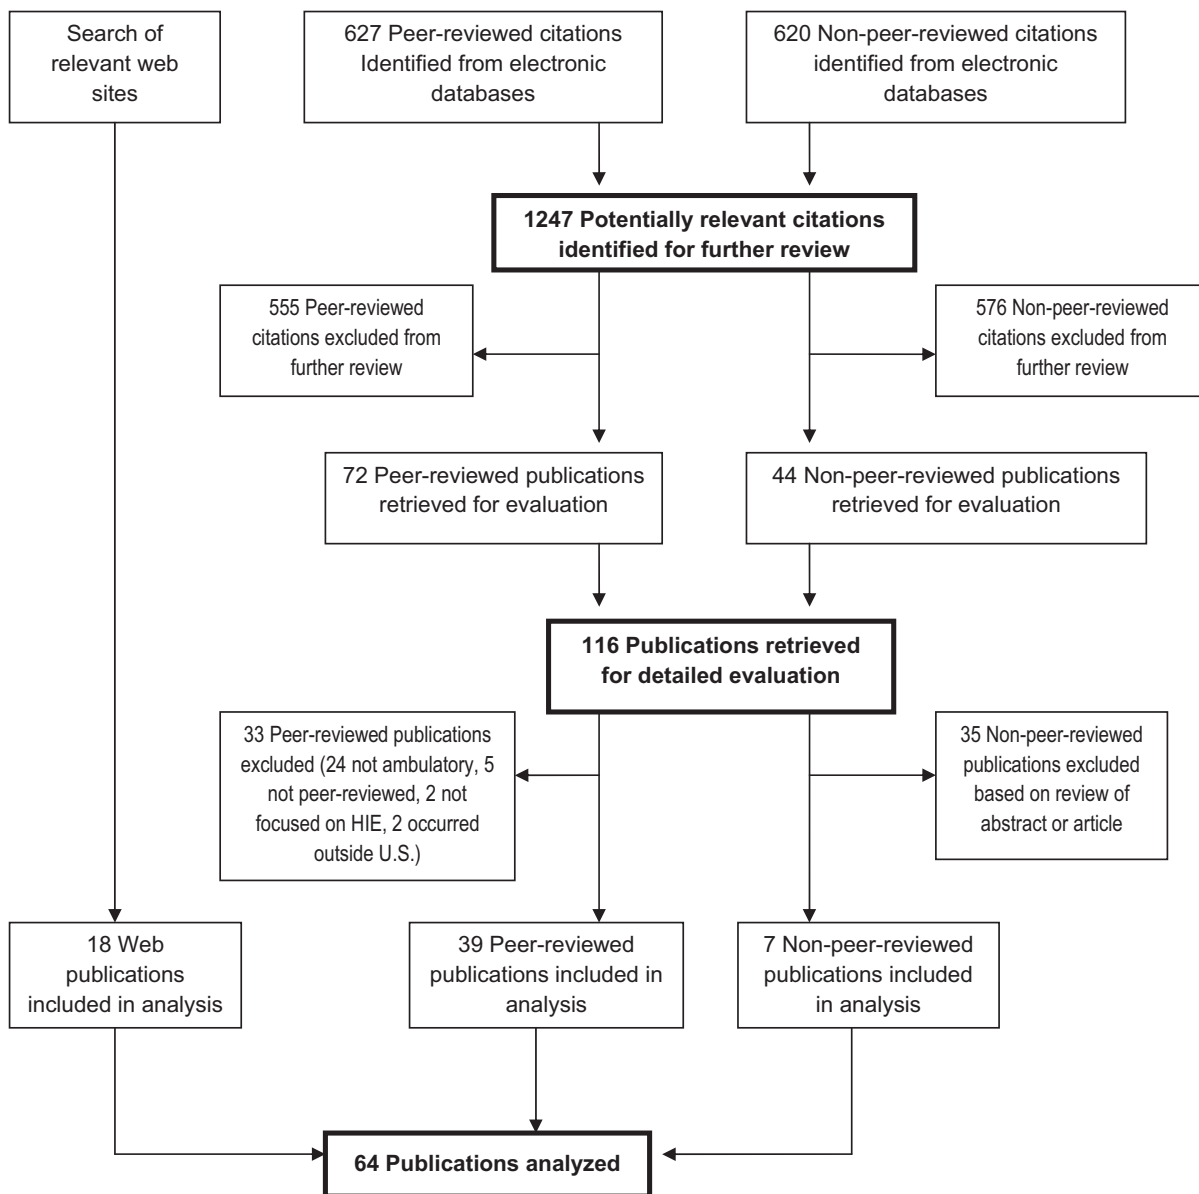 Search of
relevant web
sites
627 Peer-reviewed citations
Identified from electronic
databases
620 Non-peer-reviewed citations
identified from electronic
databases
1247 Potentially relevant citations
identified for further review
555 Peer-reviewed
citations excluded from
further review
576 Non-peer-reviewed
citations excluded from
further review
72 Peer-reviewed publications
retrieved for evaluation
44 Non-peer-reviewed publications
retrieved for evaluation
116 Publications retrieved
for detailed evaluation
33 Peer-reviewed publications
excluded (24 not ambulatory, 5
not peer-reviewed, 2 not
focused on HIE, 2 occurred
outside U.S.)
35 Non-peer-reviewed
publications excluded
based on review of
abstract or article
18 Web
publications
included in analysis
39 Peer-reviewed
publications included in
analysis
7 Non-peer-reviewed
publications included
in analysis
64 Publications analyzed